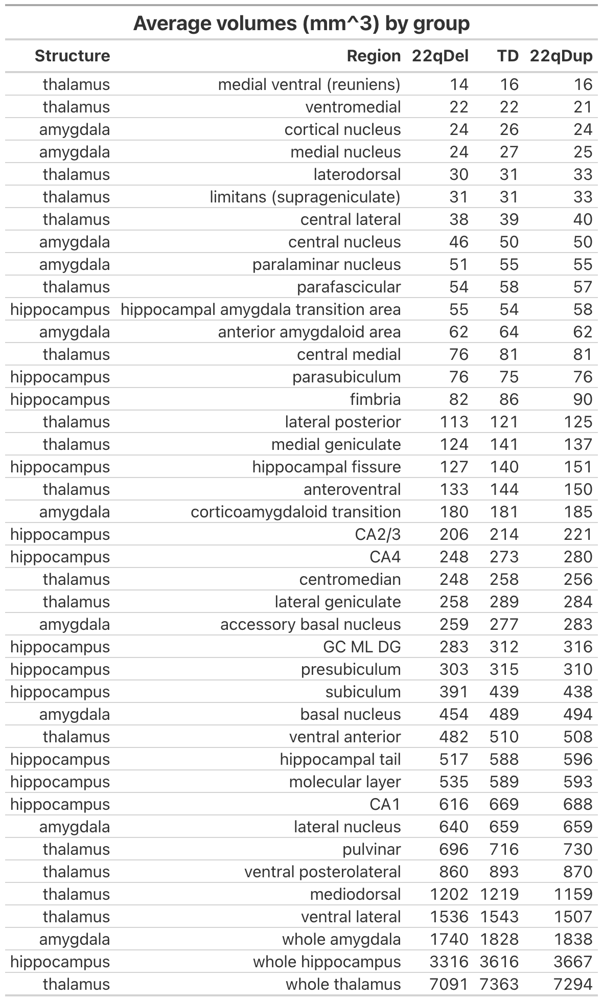 Average volumes (mm^3) by group
Structure Region 22qDel TD 22qDup
thalamus medial ventral (reuniens) 14 16 16
thalamus ventromedial 22 22 21
amygdala cortical nucleus 24 26 24
amygdala medial nucleus 24 27 25
thalamus laterodorsal 30 31 33
thalamus limitans (suprageniculate) 31 31 33
thalamus central lateral 38 39 40
amygdala central nucleus 46 50 50
amygdala paralaminar nucleus 51 55 55
thalamus parafascicular 54 58 57
hippocampus hippocampal amygdala transition area 55 54 58
amygdala anterior amygdaloid area 62 64 62
thalamus central medial 76 81 81
hippocampus parasubiculum 76 75 76
hippocampus fimbria 82 86 90
thalamus lateral posterior 113 121 125
thalamus medial geniculate 124 141 137
hippocampus hippocampal fissure 127 140 151
thalamus anteroventral 133 144 150
amygdala corticoamygdaloid transition 180 181 185
hippocampus CA2/3 206 214 221
hippocampus CA4 248 273 280
thalamus centromedian 248 258 256
thalamus lateral geniculate 258 289 284
amygdala accessory basal nucleus 259 277 283
hippocampus GC ML DG 283 312 316
hippocampus presubiculum 303 315 310
hippocampus subiculum 391 439 438
amygdala basal nucleus 454 489 494
thalamus ventral anterior 482 510 508
hippocampus hippocampal tail 517 588 596
hippocampus molecular layer 535 589 593
hippocampus CA1 616 669 688
amygdala lateral nucleus 640 659 659
thalamus pulvinar 696 716 730
thalamus ventral posterolateral 860 893 870
thalamus mediodorsal 1202 1219 1159
thalamus ventral lateral 1536 1543 1507
amygdala whole amygdala 1740 1828 1838
hippocampus whole hippocampus 3316 3616 3667
thalamus whole thalamus 7091 7363 7294